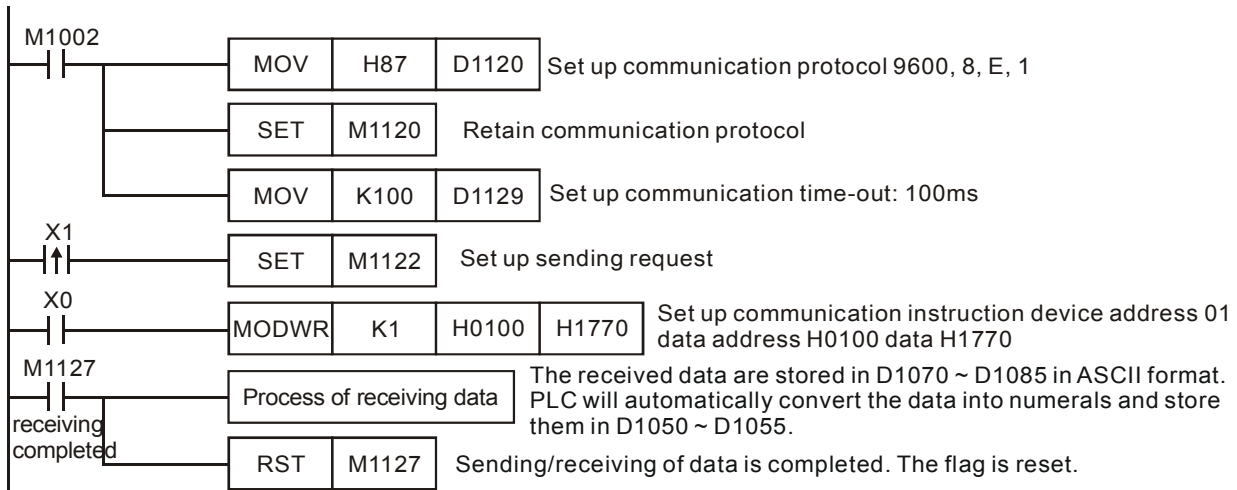 M1002
MOV H87 D1120 Set up communication protocol 9600, 8, E, 1
SET M1120 Retain communication protocol
MOV K100 D1129 Set up communication time-out: 100ms
X1
SET M1122 Set up sending request
X0
MODWR K1 H0100 H1770 Set up communication instruction device address 01
data address H0100 data H1770
M1127
receiving
completed
Process of receiving data
The received data are stored in D1070 ~ D1085 in ASCII format.
PLC will automatically convert the data into numerals and store
them in D1050 ~ D1055.
RST M1127 Sending/receiving of data is completed. The flag is reset.